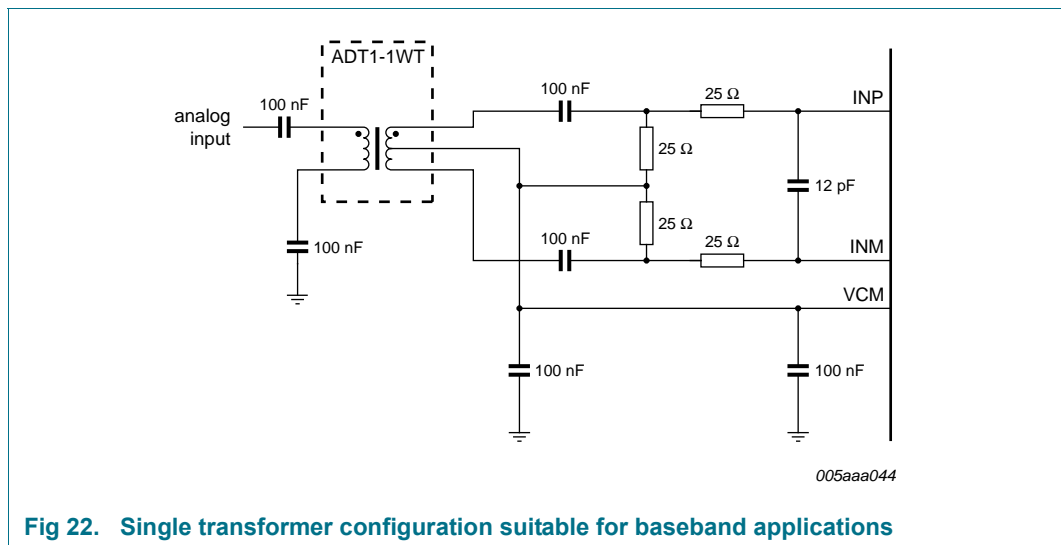 ADT1-1WT
100 nF
analog
input
100 nF
100 nF
25 Ω
INP
25 Ω
12 pF
25 Ω
100 nF
25 Ω
INM
VCM
100 nF
100 nF
005aaa044
Fig 22. Single transformer configuration suitable for baseband applications